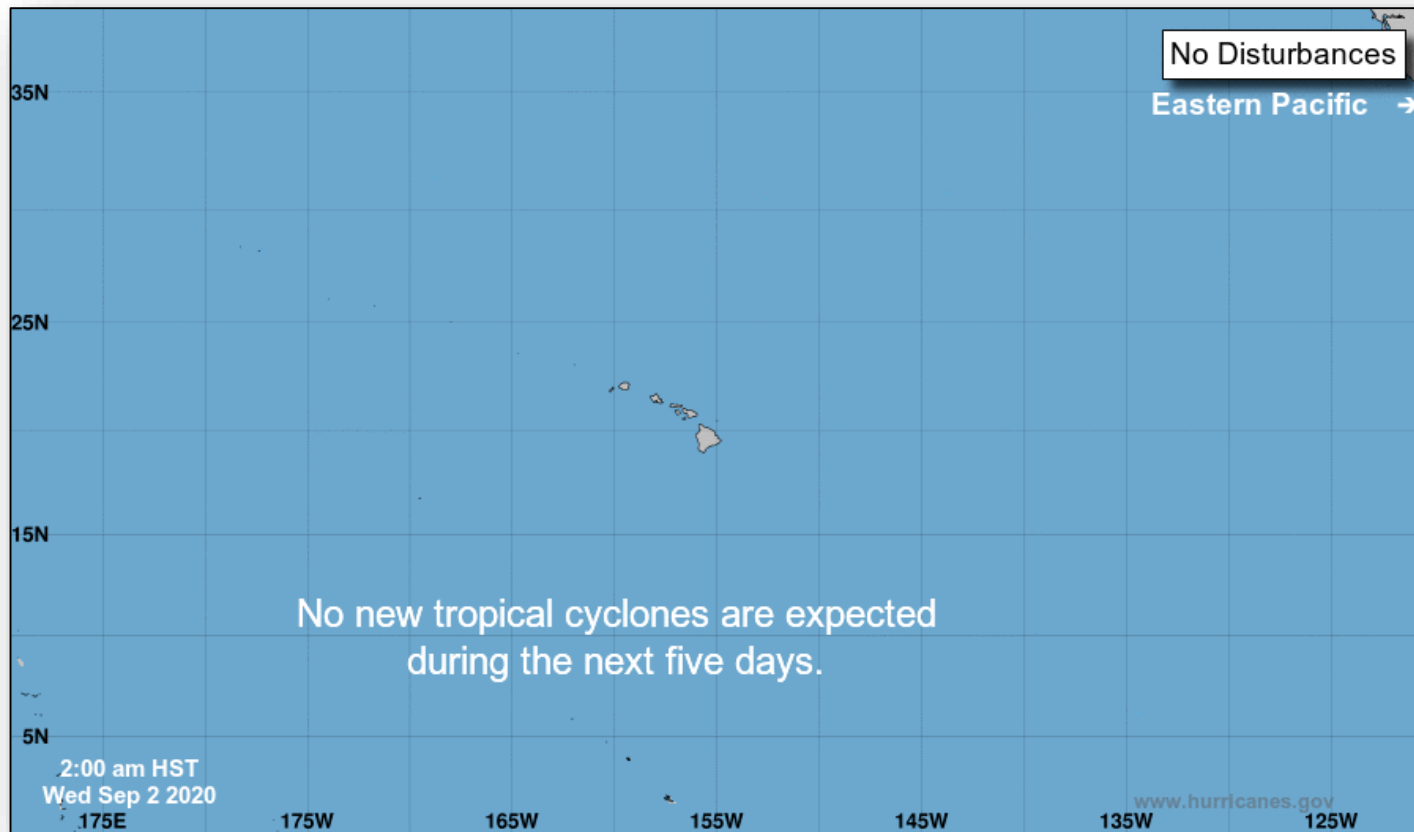 No Disturbances
Eastern Pacific →
35N
25N
15N
No new tropical cyclones are expected
during the next five days.
5N
2:00 am HST
Wed Sep 2 2020
www.hurricanes.gov
175E 175W 165W 155W 145W 135W 125W